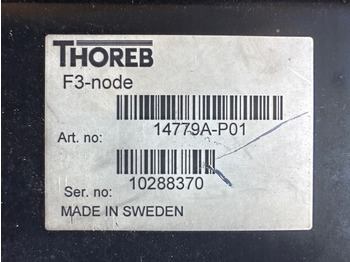 THOREB
F3-node
Art. no: 14779A-P01
Ser. no: 10288370
MADE IN SWEDEN